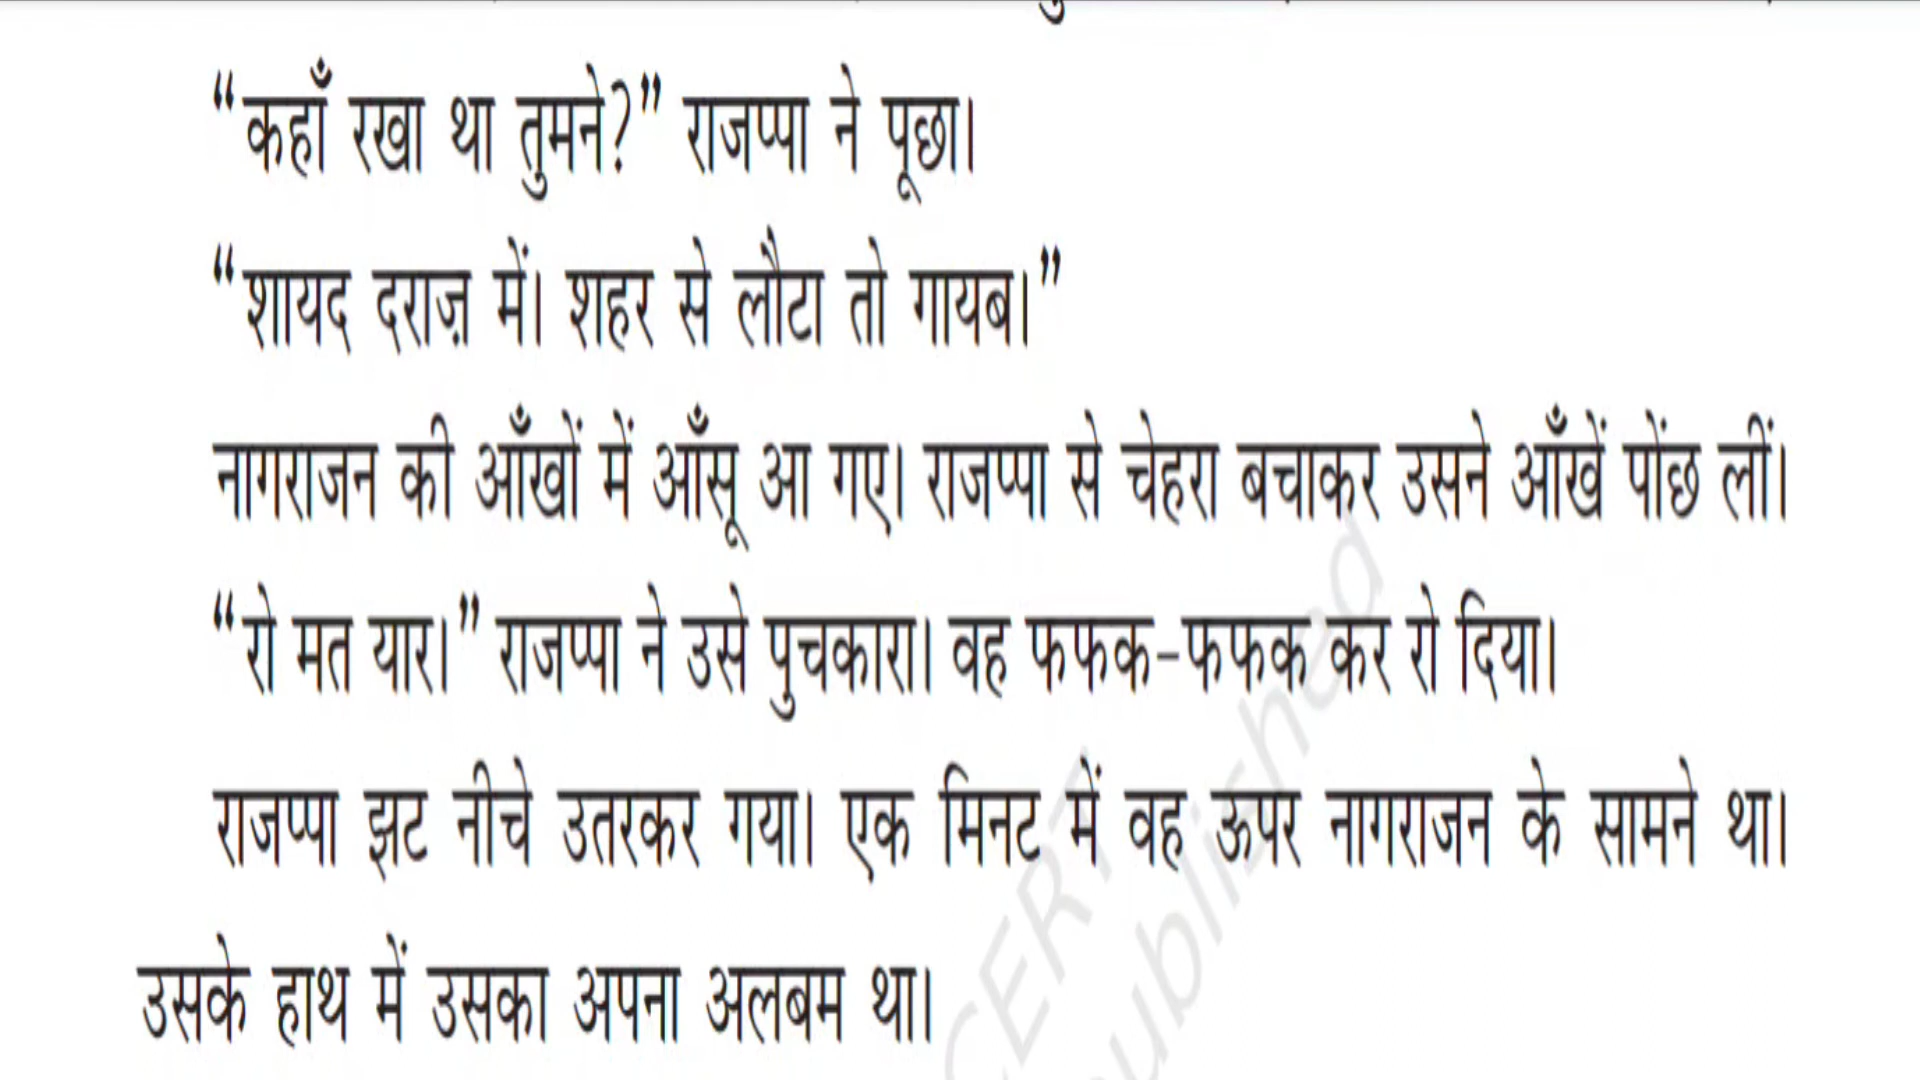 “कहाँ रखा था तुमने?” राजप्पा ने पूछा।
“शायद दराज़ में। शहर से लौटा तो गायब।”
नागराजन की आँखों में आँसू आ गए। राजप्पा से चेहरा बचाकर उसने आँखें पोंछ लीं।
“रो मत यार।” राजप्पा ने उसे पुचकारा। वह फफक-फफक कर रो दिया।
राजप्पा झट नीचे उतरकर गया। एक मिनट में वह ऊपर नागराजन के सामने था।
उसके हाथ में उसका अपना अलबम था।
CERT
ublished